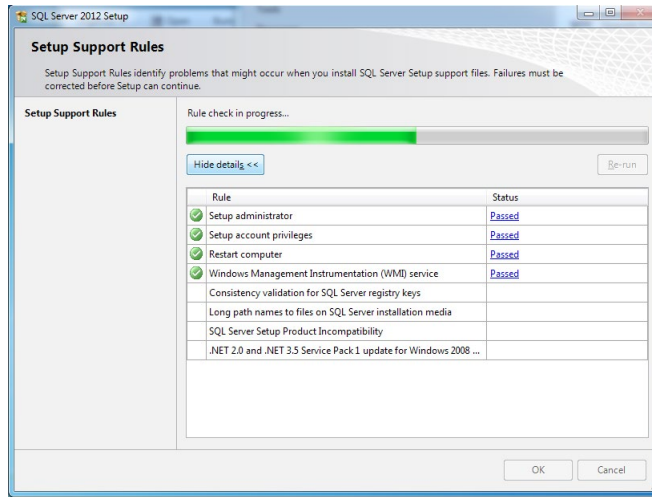 SQL Server 2012 Setup
Setup Support Rules
Setup Support Rules identify problems that might occur when you install SQL Server Setup support files. Failures must be
corrected before Setup can continue.
Setup Support Rules
Rule check in progress...
Hide details <<
Re-run
Rule Status
Setup administrator Passed
Setup account privileges Passed
Restart computer Passed
Windows Management Instrumentation (WMI) service Passed
Consistency validation for SQL Server registry keys
Long path names to files on SQL Server installation media
SQL Server Setup Product Incompatibility
.NET 2.0 and .NET 3.5 Service Pack 1 update for Windows 2008 ...
OK Cancel